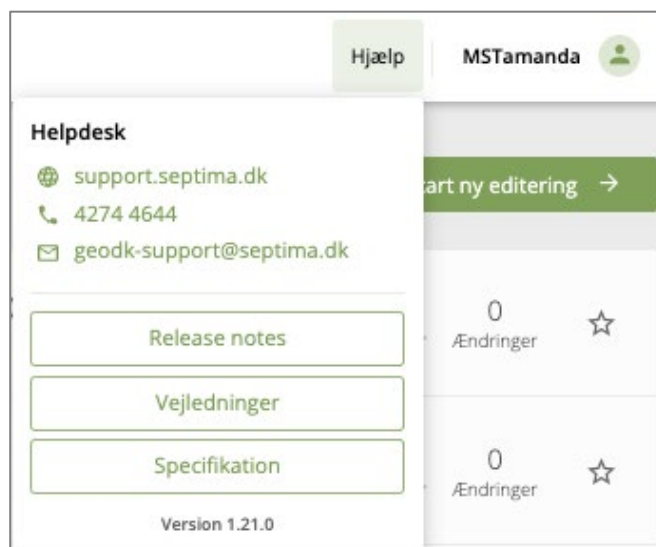 Hjælp
MSTamanda
Helpdesk
support.septima.dk
4274 4644
geodk-support@septima.dk
tart ny editering
Release notes
0
Ændringer
Vejledninger
Specifikation
0
Ændringer
Version 1.21.0